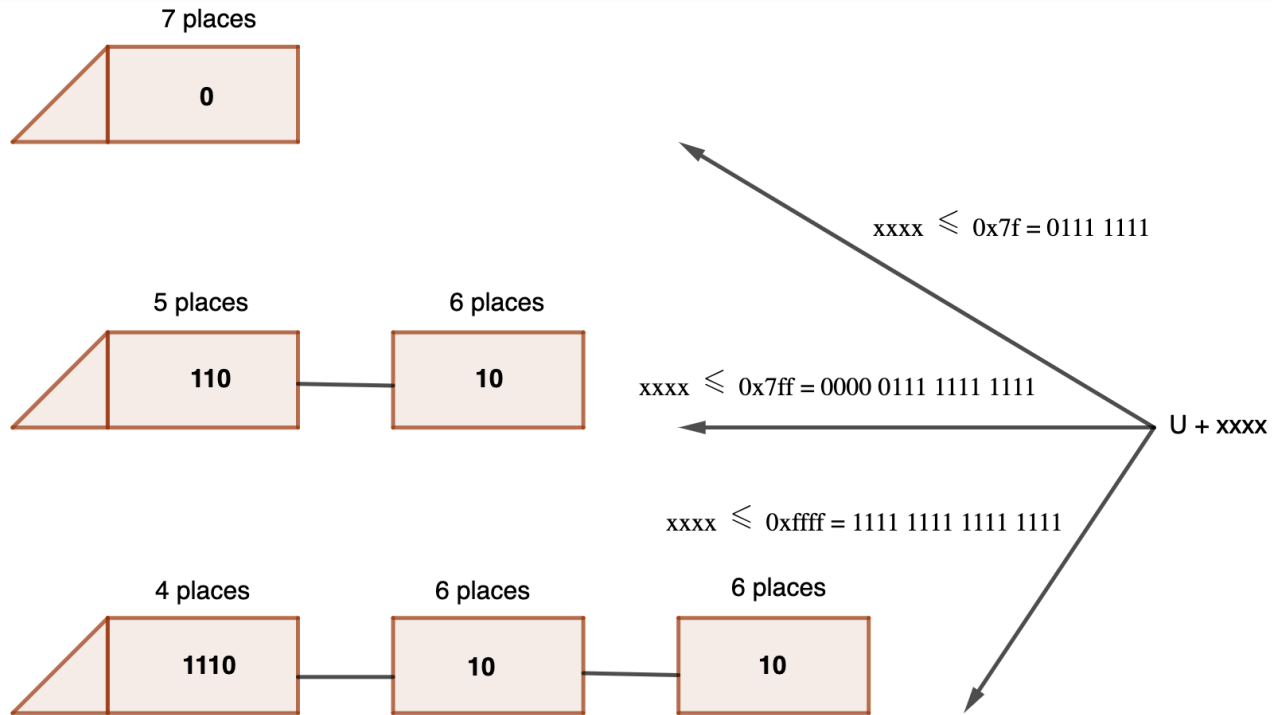 7 places
0
xxxx ⩽ 0x7f = 0111 1111
5 places 6 places
110 10
xxxx ⩽ 0x7ff = 0000 0111 1111 1111
U + xxxx
xxxx ⩽ 0xffff = 1111 1111 1111 1111
4 places 6 places 6 places
1110 10 10